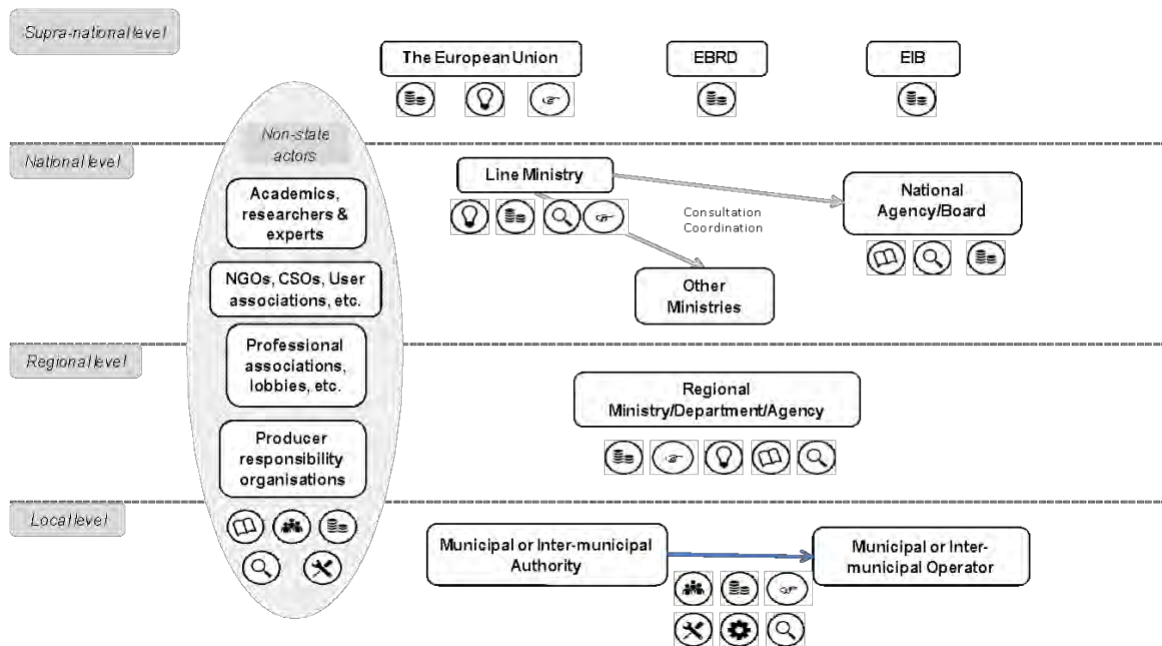 Supra-national level
The European Union
EBRD
EIB
Non-state
actors
National level
Academics,
researchers &
experts
Line Ministry
Consultation
Coordination
National
Agency/Board
Other
Ministries
NGOs, CSOs, User
associations, etc.
Regional level
Professional
associations,
lobbies, etc.
Regional
Ministry/Department/Agency
Producer
responsibility
organisations
Local level
Municipal or Inter-municipal
Authority
Municipal or Inter-
municipal Operator